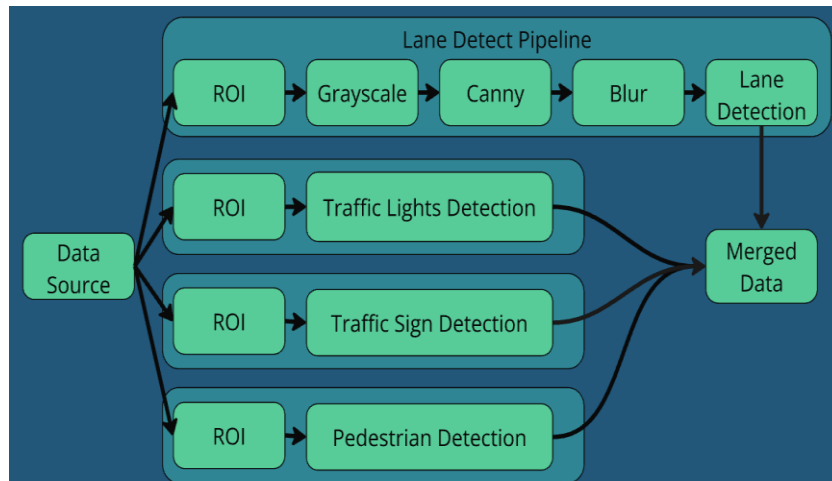 Lane Detect Pipeline
ROI
Grayscale
Canny
Blur
Lane
Detection
ROI
Traffic Lights Detection
Data
Source
Merged
Data
ROI
Traffic Sign Detection
ROI
Pedestrian Detection